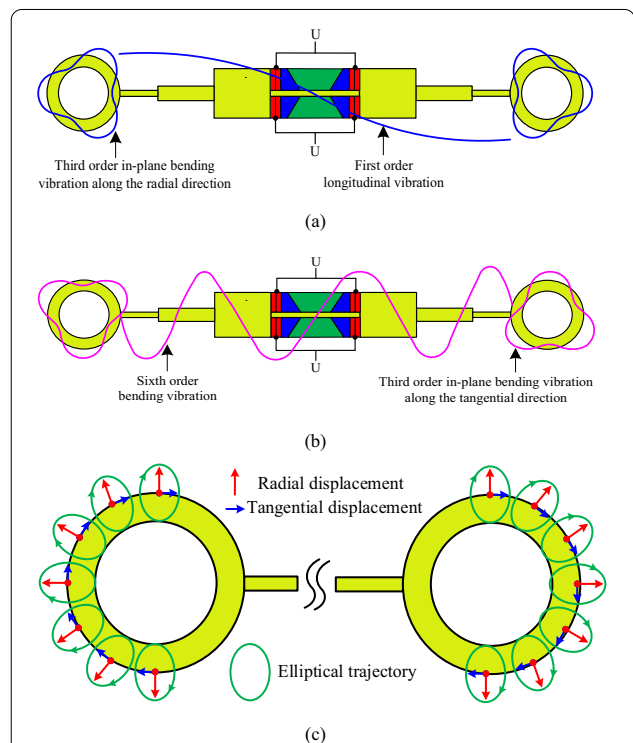 U
U
Third order in-plane bending
vibration along the radial direction
First order
longitudinal vibration
(a)
U
U
Sixth order
bending vibration
Third order in-plane bending vibration
along the tangential direction
(b)
Radial displacement
Tangential displacement
Elliptical trajectory
(c)